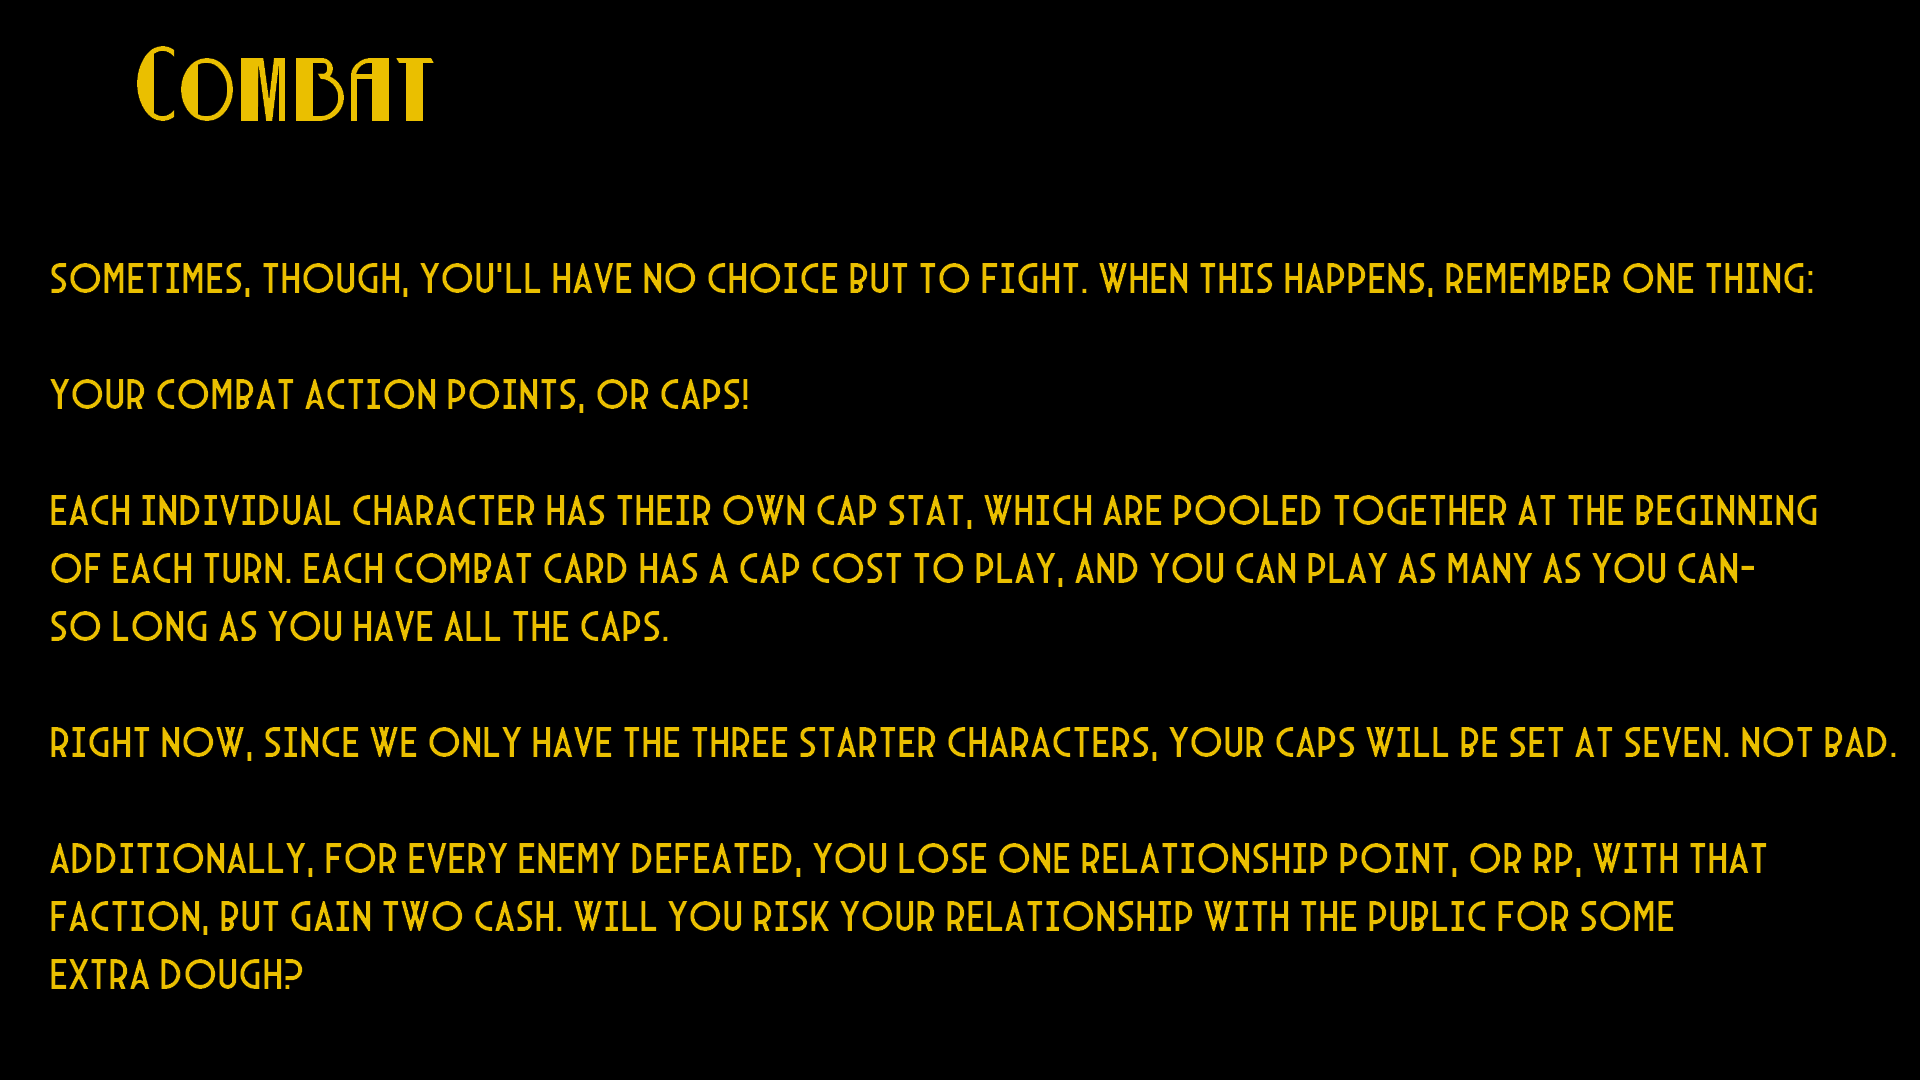 Combat
SOMETIMES, THOUGH, YOU'LL HAVE NO CHOICE BUT TO FIGHT. WHEN THIS HAPPENS, REMEMBER ONE THING:
YOUR COMBAT ACTION POINTS, OR CAPS!
EACH INDIVIDUAL CHARACTER HAS THEIR OWN CAP STAT, WHICH ARE POOLED TOGETHER AT THE BEGINNING
OF EACH TURN. EACH COMBAT CARD HAS A CAP COST TO PLAY, AND YOU CAN PLAY AS MANY AS YOU CAN-
SO LONG AS YOU HAVE ALL THE CAPS.
RIGHT NOW, SINCE WE ONLY HAVE THE THREE STARTER CHARACTERS, YOUR CAPS WILL BE SET AT SEVEN. NOT BAD.
ADDITIONALLY, FOR EVERY ENEMY DEFEATED, YOU LOSE ONE RELATIONSHIP POINT, OR RP, WITH THAT
FACTION, BUT GAIN TWO CASH. WILL YOU RISK YOUR RELATIONSHIP WITH THE PUBLIC FOR SOME
EXTRA DOUGH?